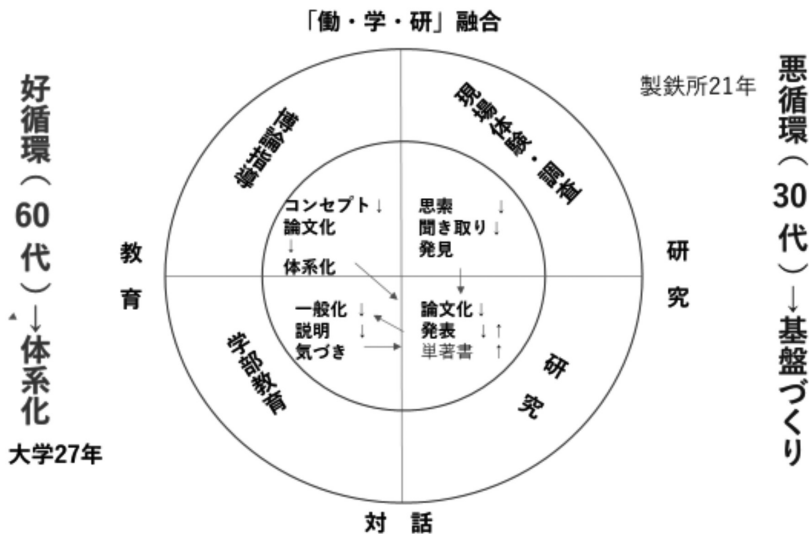 「働・学・研」融合
好循環（60代）→体系化
大学27年
製鉄所21年
悪循環（30代）→基盤づくり
博論指導
現場体験・調査
コンセプト↓
論文化
↓
体系化
思索 ↓
聞き取り↓
発見
教育
研究
一般化 ↓
説明 ↓
気づき
論文化↓
発表 ↓↑
単著書 ↑
学部教育
研究
対話